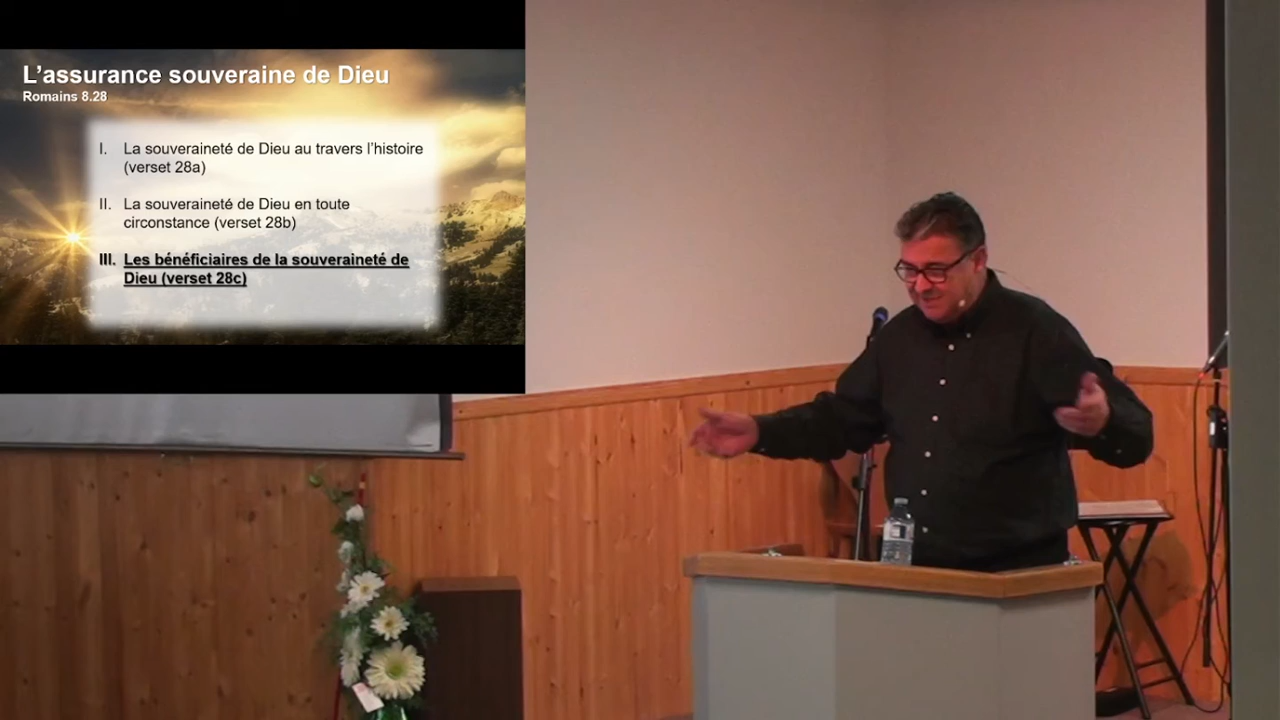 L'assurance souveraine de Dieu
Romains 8.28
I. La souveraineté de Dieu au travers l'histoire
(verset 28a)
II. La souveraineté de Dieu en toute
circonstance (verset 28b)
III. Les bénéficiaires de la souveraineté de
Dieu (verset 28c)